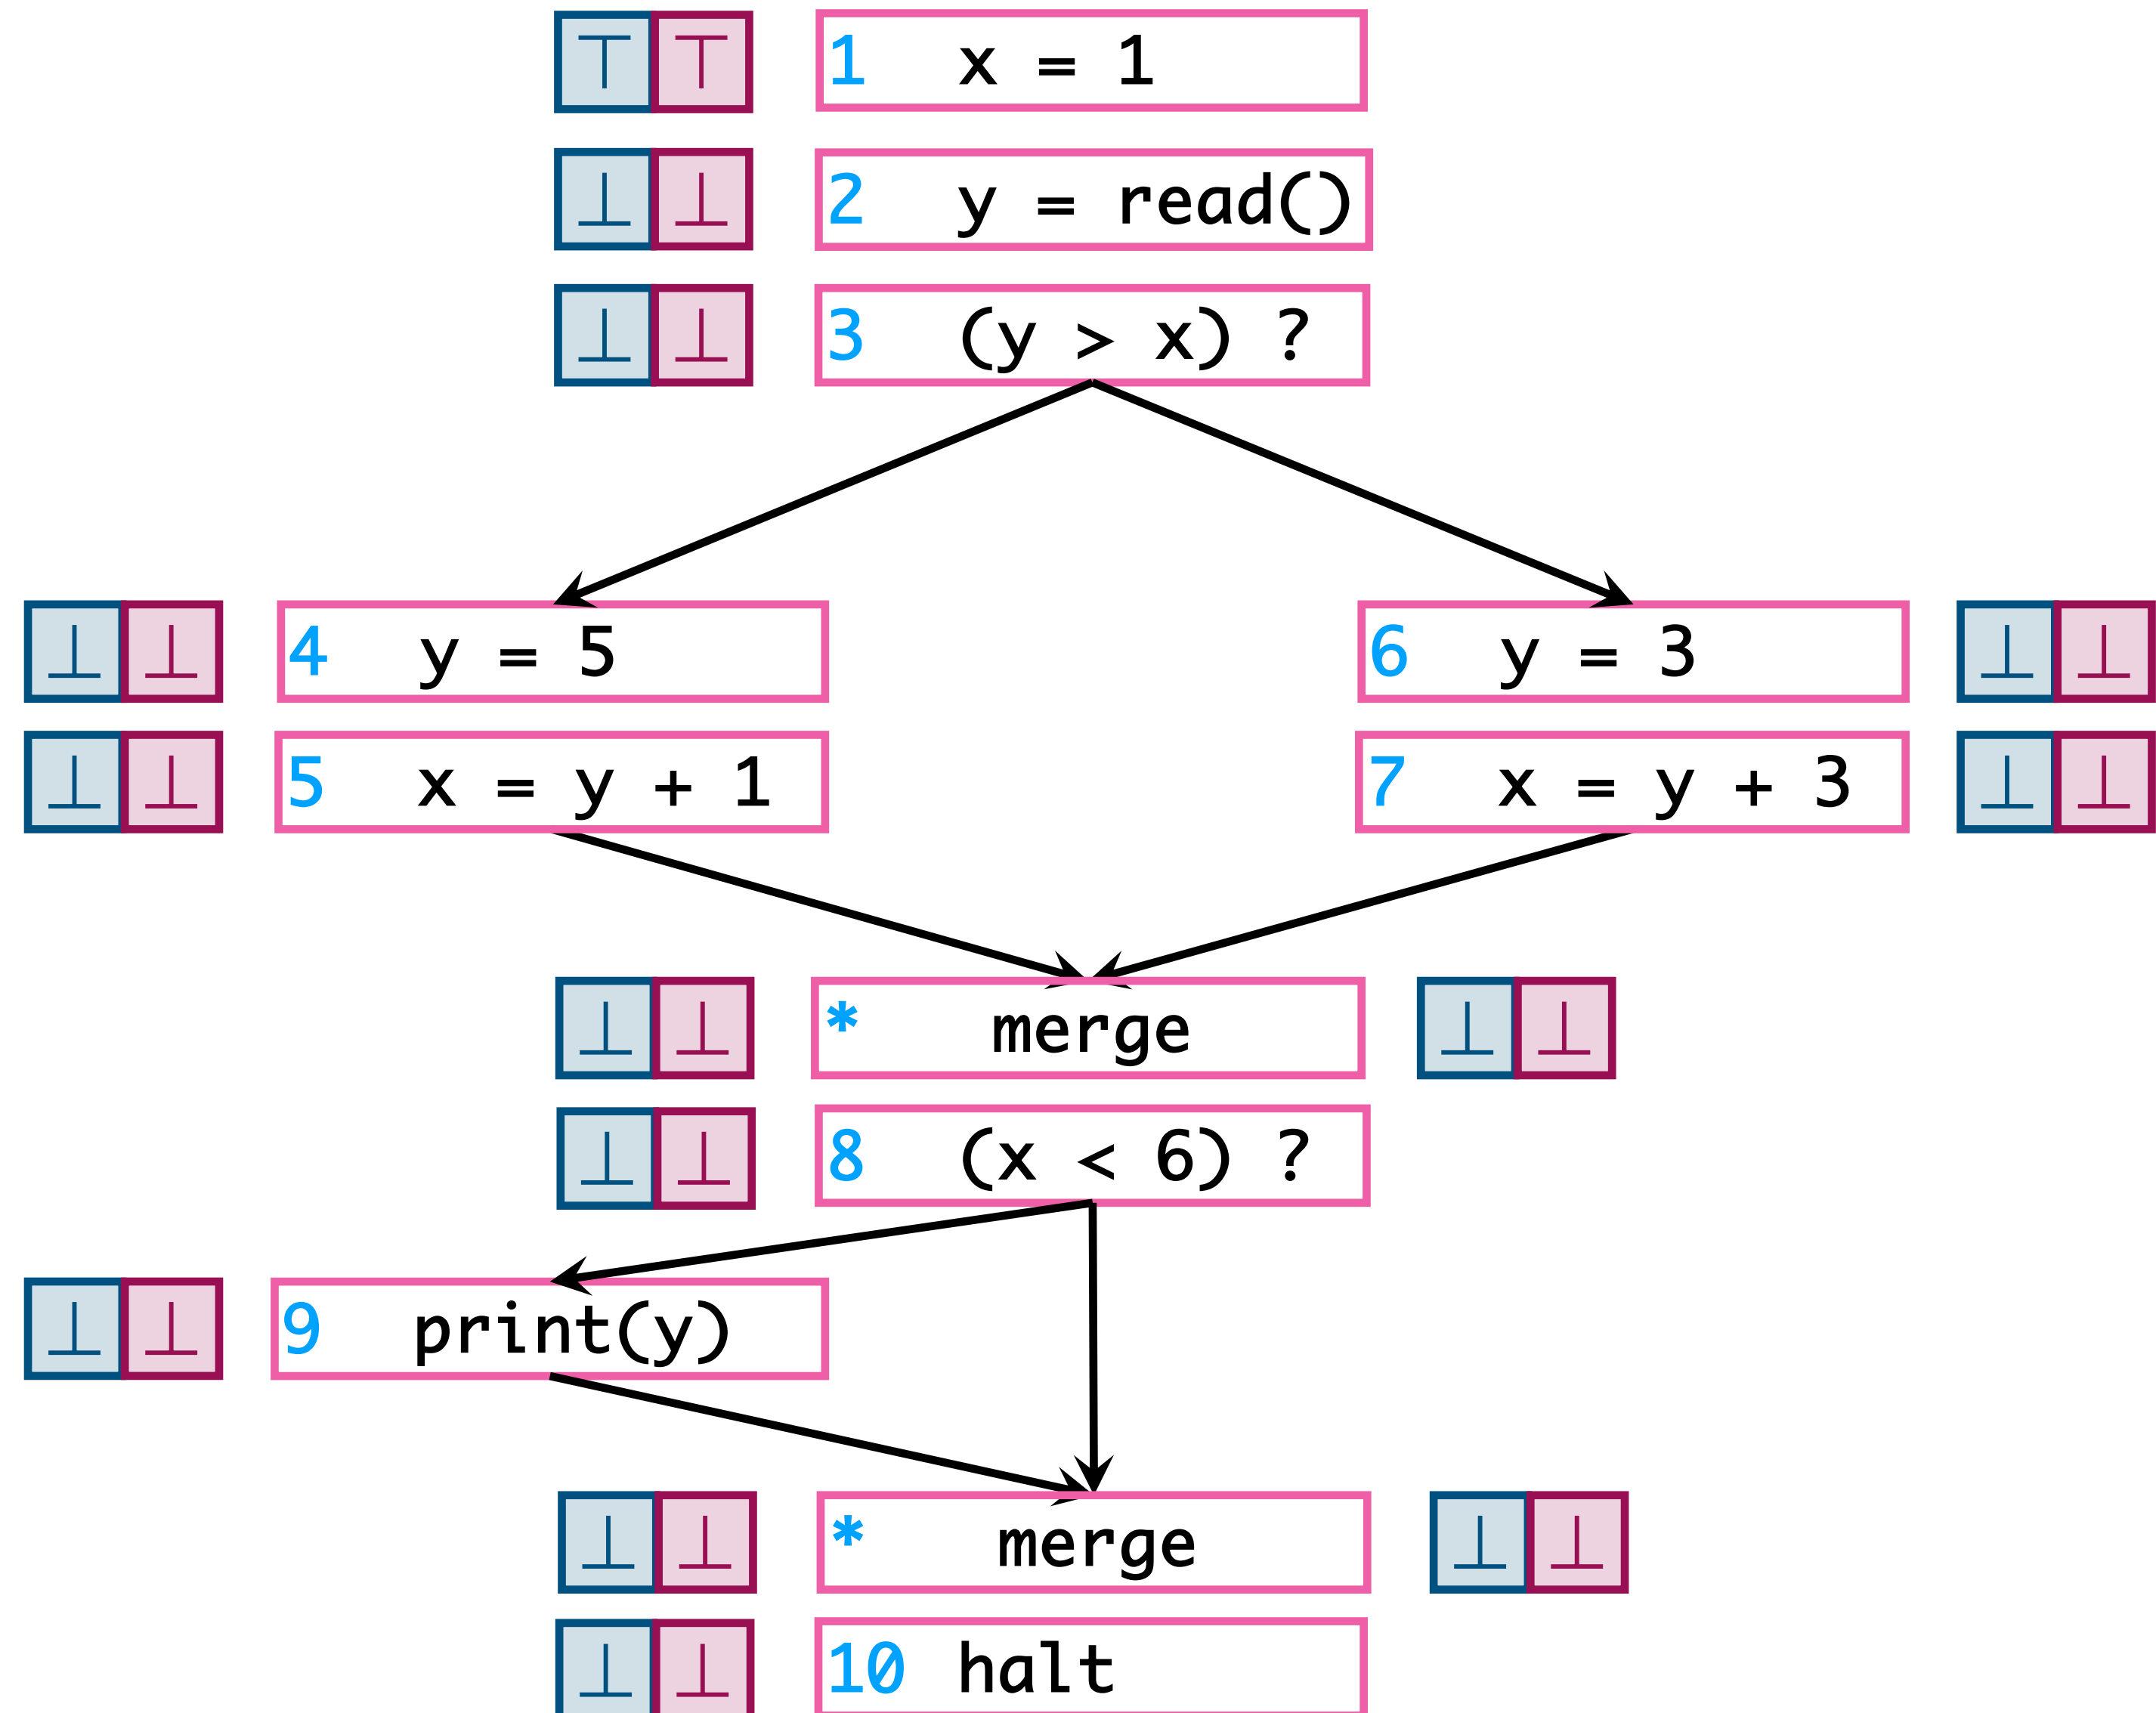 ⊤ ⊤ 1 x = 1
⊥ ⊥ 2 y = read()
⊥ ⊥ 3 (y > x) ?
⊥ ⊥ 4 y = 5
6 y = 3 ⊥ ⊥
⊥ ⊥ 5 x = y + 1
7 x = y + 3 ⊥ ⊥
⊥ ⊥ * merge ⊥ ⊥
⊥ ⊥ 8 (x < 6) ?
⊥ ⊥ 9 print(y)
⊥ ⊥ * merge ⊥ ⊥
⊥ ⊥ 10 halt